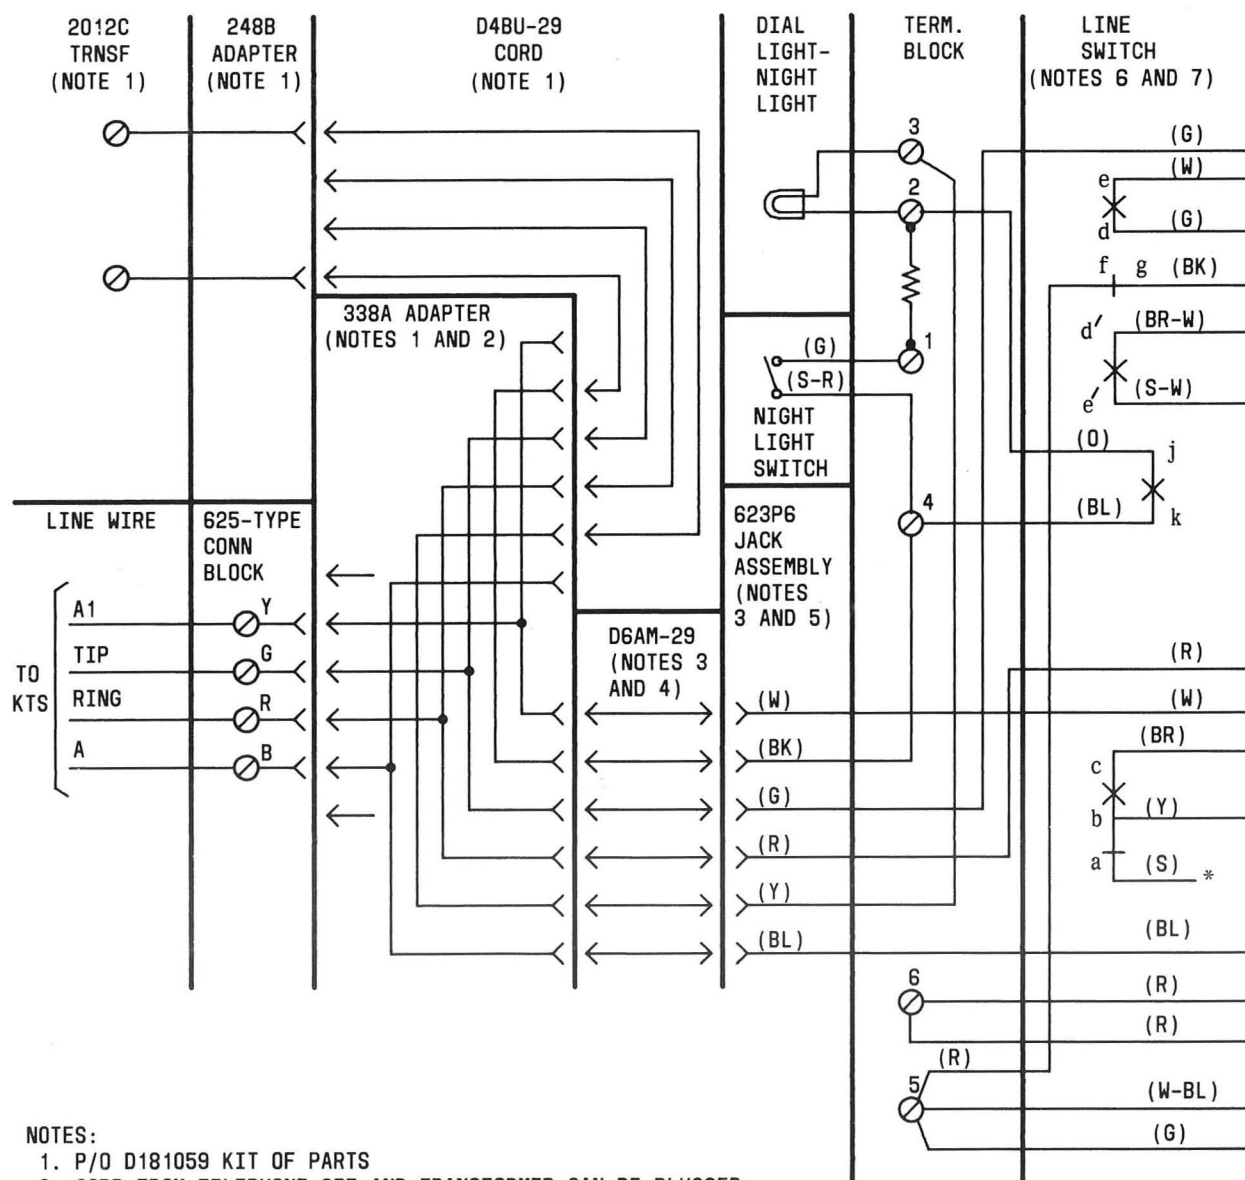 2012C
TRNSF
(NOTE 1)
248B
ADAPTER
(NOTE 1)
D4BU-29
CORD
(NOTE 1)
DIAL
LIGHT-
NIGHT
LIGHT
TERM.
BLOCK
LINE
SWITCH
(NOTES 6 AND 7)
3
2
1
4
(G)
(W)
e
d
(G)
f
g
(BK)
d′
(BR-W)
e′
(S-W)
(O)
j
(BL)
k
338A ADAPTER
(NOTES 1 AND 2)
(G)
(S-R)
NIGHT
LIGHT
SWITCH
LINE WIRE
625-TYPE
CONN
BLOCK
623P6
JACK
ASSEMBLY
(NOTES
3 AND 5)
D6AM-29
(NOTES 3
AND 4)
TO
KTS
A1
Y
TIP
G
RING
R
A
B
(W)
(BK)
(G)
(R)
(Y)
(BL)
(R)
(W)
(BR)
c
b
(Y)
a
(S)
*
(BL)
6
(R)
(R)
(R)
5
(W-BL)
(G)
NOTES:
1. P/O D181059 KIT OF PARTS